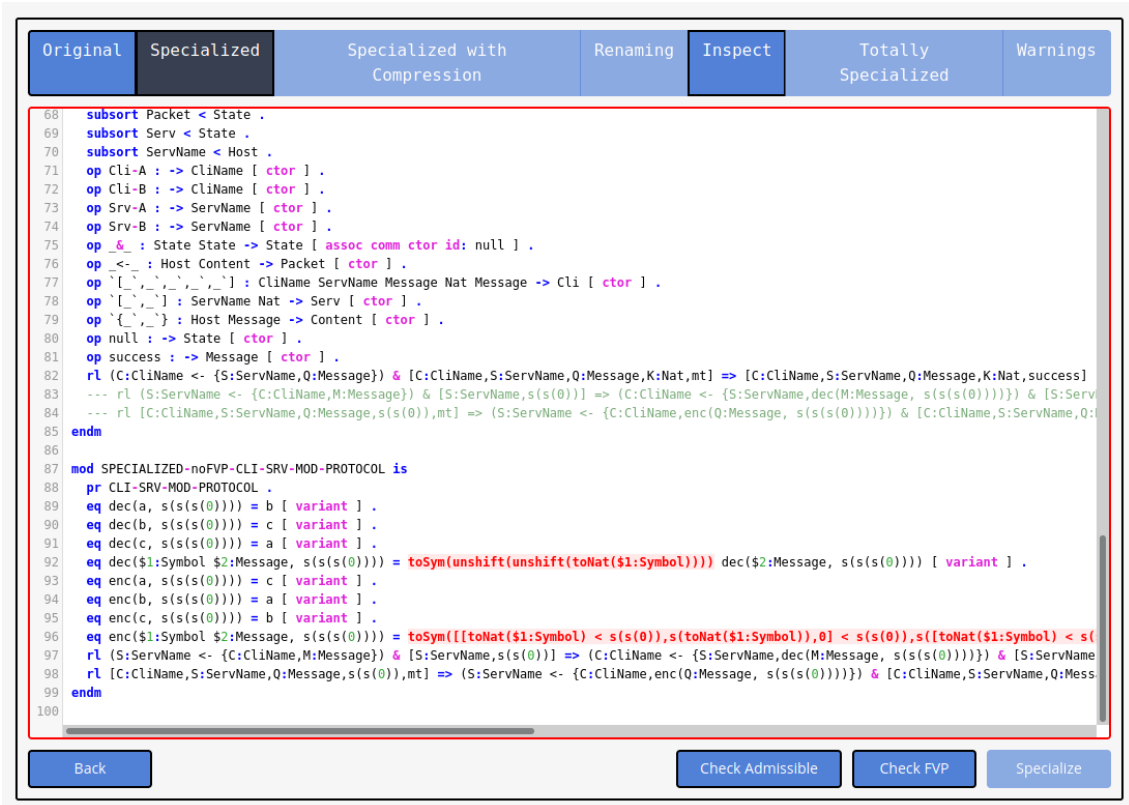 Original
Specialized
Specialized with
Compression
Renaming
Inspect
Totally
Specialized
Warnings
68 subsort Packet < State .
69 subsort Serv < State .
70 subsort ServName < Host .
71 op Cli-A : -> CliName [ ctor ] .
72 op Cli-B : -> CliName [ ctor ] .
73 op Srv-A : -> ServName [ ctor ] .
74 op Srv-B : -> ServName [ ctor ] .
75 op _&_ : State State -> State [ assoc comm ctor id: null ] .
76 op _<-_ : Host Content -> Packet [ ctor ] .
77 op `[_`,_`,_`,_`,_`] : CliName ServName Message Nat Message -> Cli [ ctor ] .
78 op `[_`,_`] : ServName Nat -> Serv [ ctor ] .
79 op `{_`,_`} : Host Message -> Content [ ctor ] .
80 op null : -> State [ ctor ] .
81 op success : -> Message [ ctor ] .
82 rl (C:CliName <- {S:ServName,Q:Message}) & [C:CliName,S:ServName,Q:Message,K:Nat,mt] => [C:CliName,S:ServName,Q:Message,K:Nat,success]
83 --- rl (S:ServName <- {C:CliName,M:Message}) & [S:ServName,s(s(0))] => (C:CliName <- {S:ServName,dec(M:Message, s(s(s(0))))}) & [S:Serv
84 --- rl [C:CliName,S:ServName,Q:Message,s(s(0)),mt] => (S:ServName <- {C:CliName,enc(Q:Message, s(s(s(0))))}) & [C:CliName,S:ServName,Q:
85 endm
86
87 mod SPECIALIZED-noFVP-CLI-SRV-MOD-PROTOCOL is
88 pr CLI-SRV-MOD-PROTOCOL .
89 eq dec(a, s(s(s(0)))) = b [ variant ] .
90 eq dec(b, s(s(s(0)))) = c [ variant ] .
91 eq dec(c, s(s(s(0)))) = a [ variant ] .
92 eq dec($1:Symbol $2:Message, s(s(s(0)))) = toSym(unshift(unshift(toNat($1:Symbol)))) dec($2:Message, s(s(s(0)))) [ variant ] .
93 eq enc(a, s(s(s(0)))) = c [ variant ] .
94 eq enc(b, s(s(s(0)))) = a [ variant ] .
95 eq enc(c, s(s(s(0)))) = b [ variant ] .
96 eq enc($1:Symbol $2:Message, s(s(s(0)))) = toSym([[toNat($1:Symbol) < s(s(0)),s(toNat($1:Symbol)),0] < s(s(0)),s([toNat($1:Symbol) < s(
97 rl (S:ServName <- {C:CliName,M:Message}) & [S:ServName,s(s(0))] => (C:CliName <- {S:ServName,dec(M:Message, s(s(s(0))))}) & [S:ServName
98 rl [C:CliName,S:ServName,Q:Message,s(s(0)),mt] => (S:ServName <- {C:CliName,enc(Q:Message, s(s(s(0))))}) & [C:CliName,S:ServName,Q:Mess
99 endm
100
Back
Check Admissible
Check FVP
Specialize